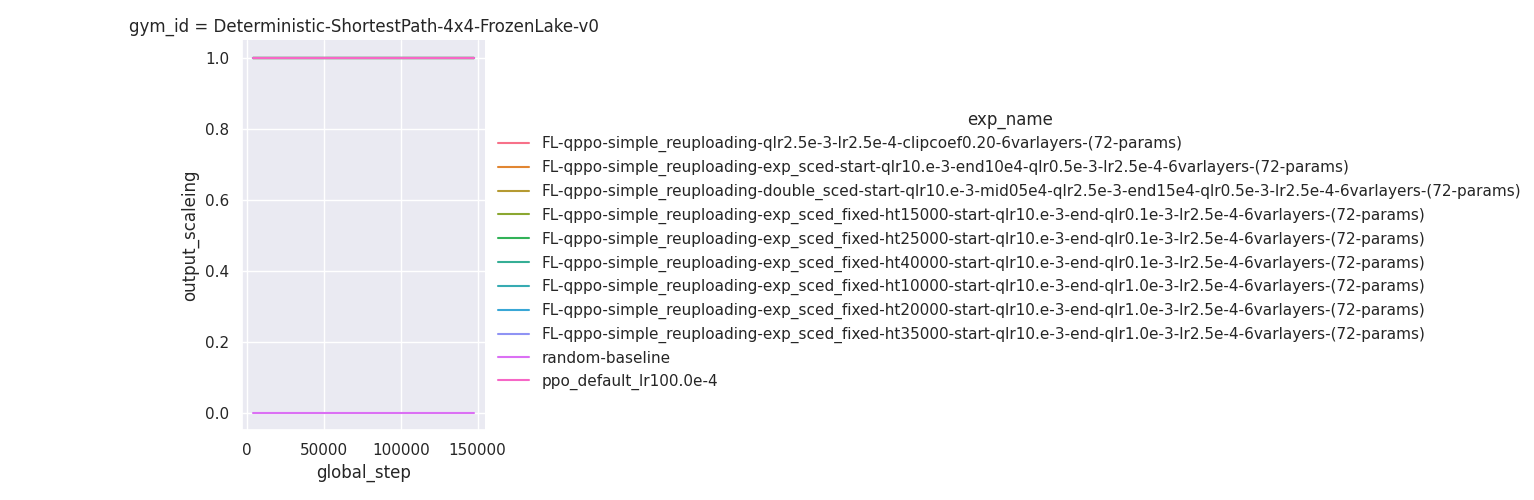 gym_id = Deterministic-ShortestPath-4x4-FrozenLake-v0
1.0
0.8
0.6
0.4
0.2
0.0
output_scaleing
0
50000
100000
150000
global_step
exp_name
FL-qppo-simple_reuploading-qlr2.5e-3-lr2.5e-4-clipcoef0.20-6varlayers-(72-params)
FL-qppo-simple_reuploading-exp_sced-start-qlr10.e-3-end10e4-qlr0.5e-3-lr2.5e-4-6varlayers-(72-params)
FL-qppo-simple_reuploading-double_sced-start-qlr10.e-3-mid05e4-qlr2.5e-3-end15e4-qlr0.5e-3-lr2.5e-4-6varlayers-(72-params)
FL-qppo-simple_reuploading-exp_sced_fixed-ht15000-start-qlr10.e-3-end-qlr0.1e-3-lr2.5e-4-6varlayers-(72-params)
FL-qppo-simple_reuploading-exp_sced_fixed-ht25000-start-qlr10.e-3-end-qlr0.1e-3-lr2.5e-4-6varlayers-(72-params)
FL-qppo-simple_reuploading-exp_sced_fixed-ht40000-start-qlr10.e-3-end-qlr0.1e-3-lr2.5e-4-6varlayers-(72-params)
FL-qppo-simple_reuploading-exp_sced_fixed-ht10000-start-qlr10.e-3-end-qlr1.0e-3-lr2.5e-4-6varlayers-(72-params)
FL-qppo-simple_reuploading-exp_sced_fixed-ht20000-start-qlr10.e-3-end-qlr1.0e-3-lr2.5e-4-6varlayers-(72-params)
FL-qppo-simple_reuploading-exp_sced_fixed-ht35000-start-qlr10.e-3-end-qlr1.0e-3-lr2.5e-4-6varlayers-(72-params)
random-baseline
ppo_default_lr100.0e-4